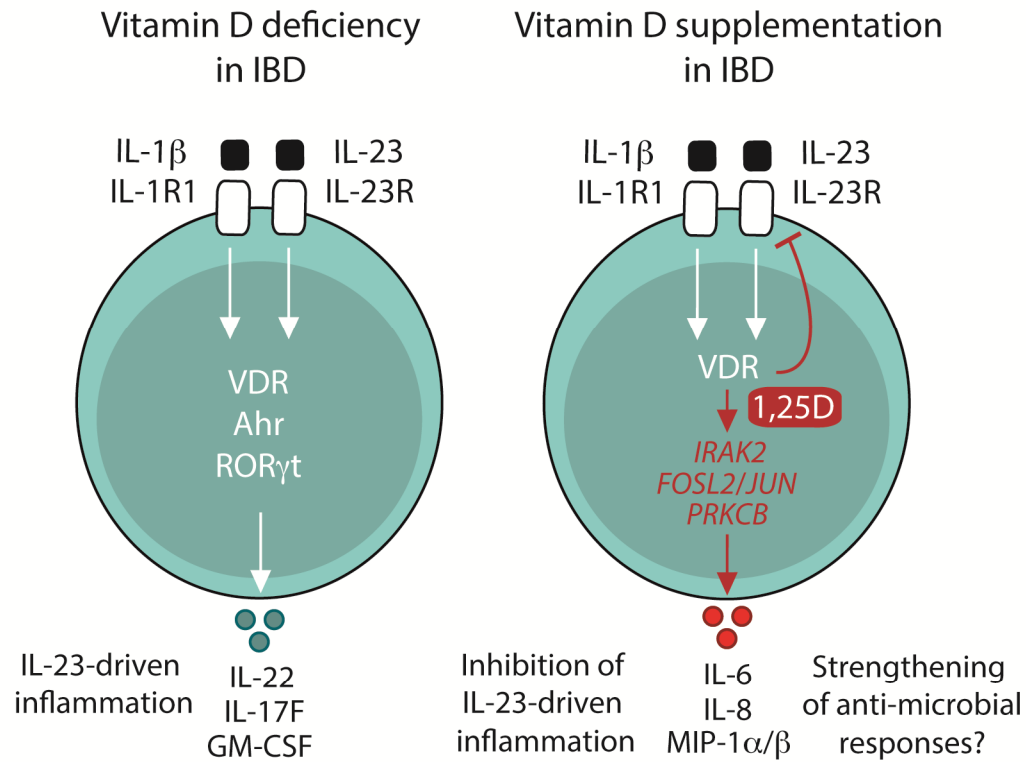 Vitamin D deficiency
in IBD
IL-1β
IL-23
IL-1R1
IL-23R
VDR
Ahr
RORγt
IL-23-driven
inflammation
IL-22
IL-17F
GM-CSF
Vitamin D supplementation
in IBD
IL-1β
IL-23
IL-1R1
IL-23R
VDR
1,25D
IRAK2
FOSL2/JUN
PRKCB
Inhibition of
IL-23-driven
inflammation
IL-6
IL-8
MIP-1α/β
Strengthening
of anti-microbial
responses?